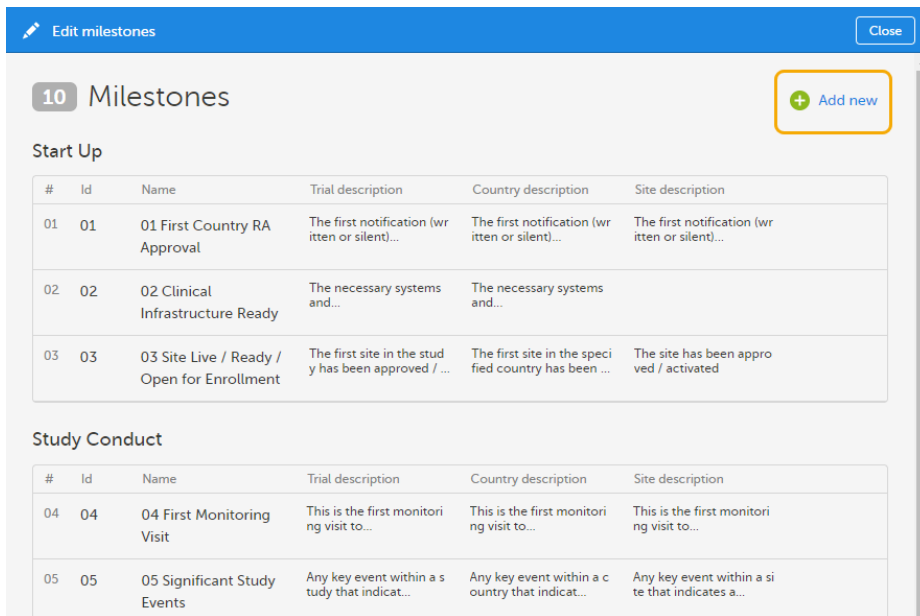 Edit milestones
Close
10 Milestones
Add new
Start Up
# Id Name Trial description Country description Site description
01 01 01 First Country RA The first notification (wr The first notification (wr The first notification (wr
Approval itten or silent)... itten or silent)... itten or silent)...
02 02 02 Clinical The necessary systems The necessary systems
Infrastructure Ready and... and...
03 03 03 Site Live / Ready / The first site in the stud The first site in the speci The site has been appro
Open for Enrollment y has been approved / ... fied country has been ... ved / activated
Study Conduct
# Id Name Trial description Country description Site description
04 04 04 First Monitoring This is the first monitori This is the first monitori This is the first monitori
Visit ng visit to... ng visit to... ng visit to...
05 05 05 Significant Study Any key event within a s Any key event within a c Any key event within a si
Events tudy that indicat... ountry that indicat... te that indicates a...